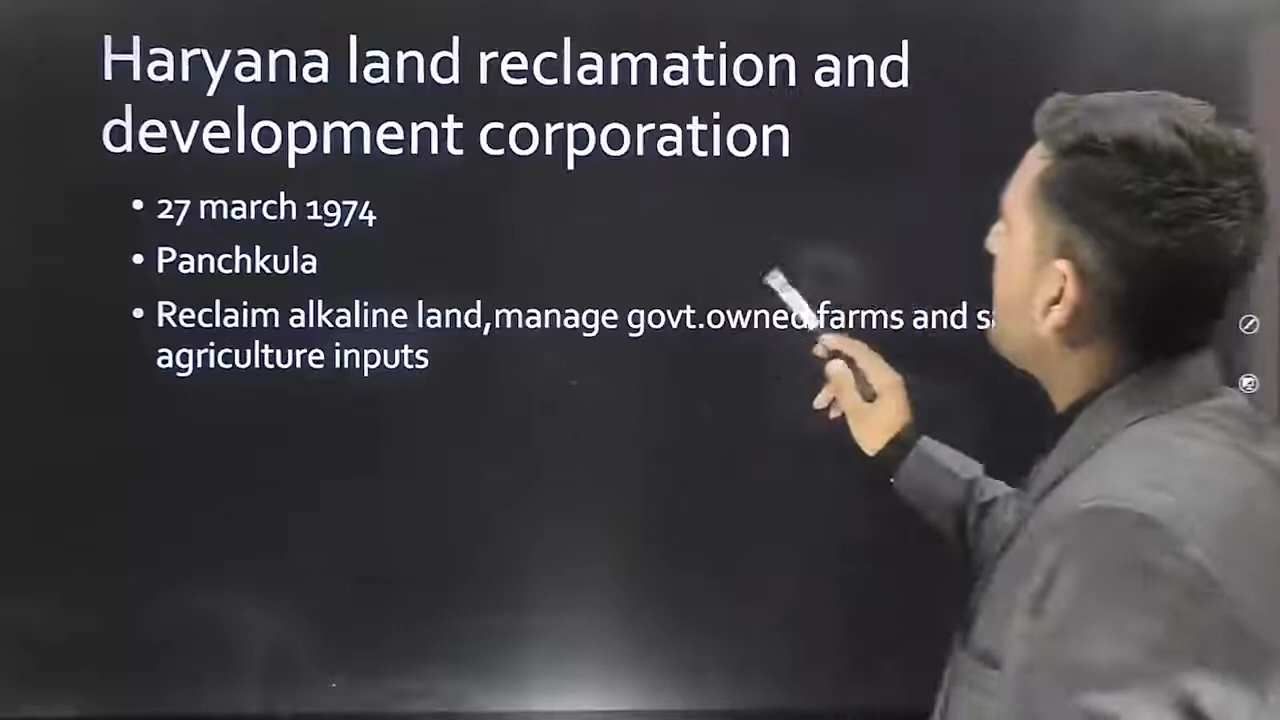 Haryana land reclamation and
development corporation
• 27 march 1974
• Panchkula
• Reclaim alkaline land,manage govt.owned farms and
agriculture inputs